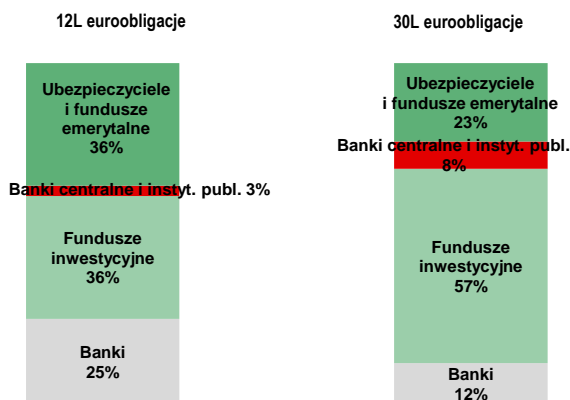 12L euroobligacje
Ubezpieczyciele
i fundusze
emerytalne
36%
Banki centralne i instyt. publ. 3%
Fundusze
inwestycyjne
36%
Banki
25%
30L euroobligacje
Ubezpieczyciele
i fundusze emerytalne
23%
Banki centralne i instyt. publ.
8%
Fundusze
inwestycyjne
57%
Banki
12%